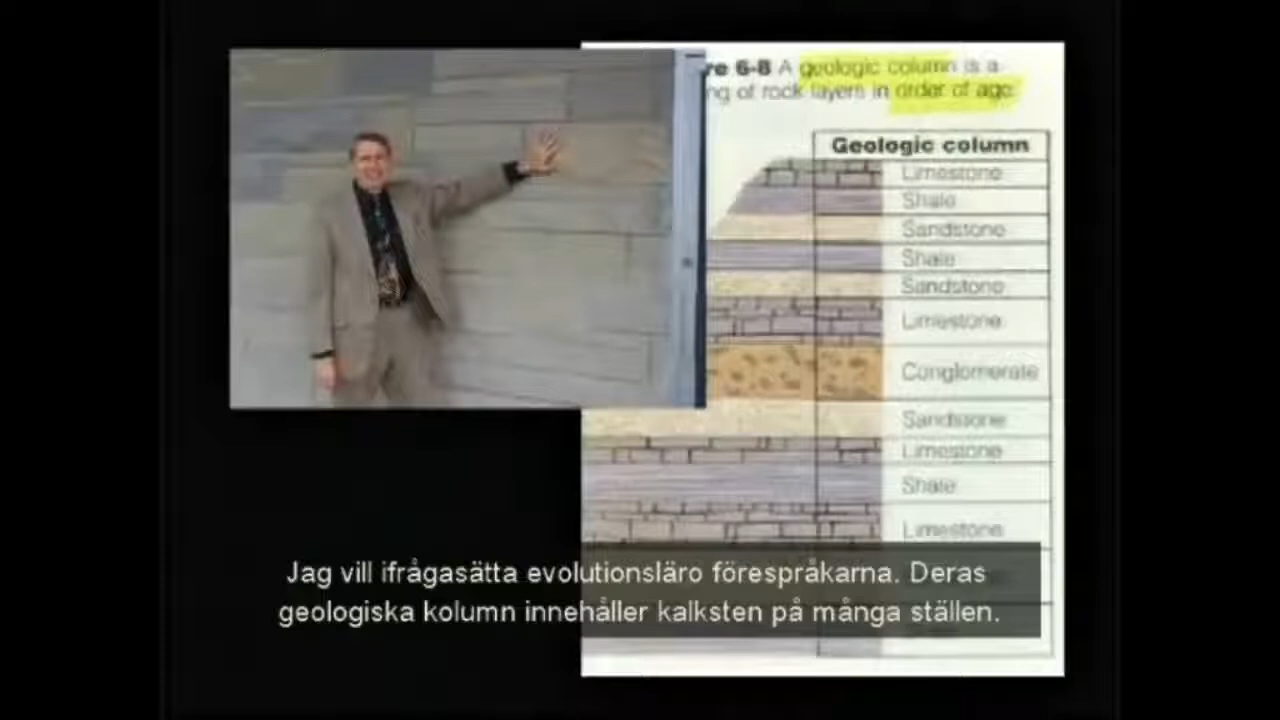 re 6-8 A geologic column is a
ng of rock layers in order of age.
Geologic column
Limestone
Shale
Sandstone
Shale
Sandstone
Limestone
Conglomerate
Sandstone
Limestone
Shale
Limestone
Jag vill ifrågasätta evolutionsläro förespråkarna. Deras
geologiska kolumn innehåller kalksten på många ställen.